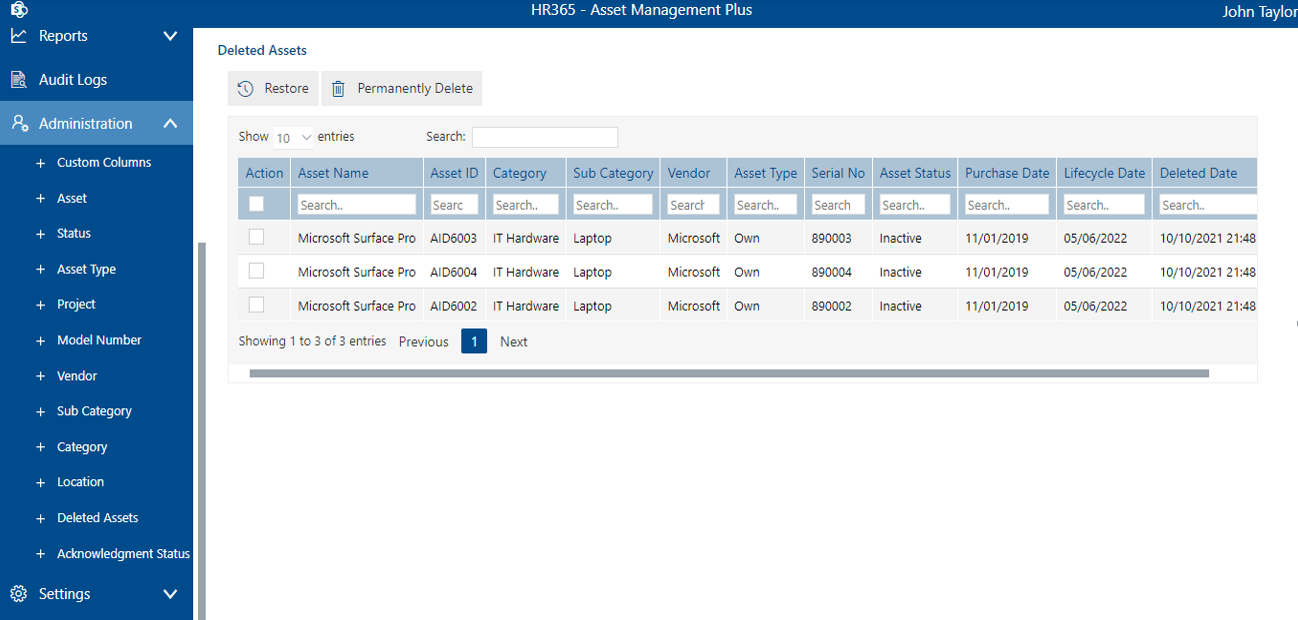 HR365 - Asset Management Plus
John Taylor
Reports
Audit Logs
Administration
+ Custom Columns
+ Asset
+ Status
+ Asset Type
+ Project
+ Model Number
+ Vendor
+ Sub Category
+ Category
+ Location
+ Deleted Assets
+ Acknowledgment Status
Settings
Deleted Assets
Restore Permanently Delete
Show 10 entries Search:
Action Asset Name Asset ID Category Sub Category Vendor Asset Type Serial No Asset Status Purchase Date Lifecycle Date Deleted Date
Search.. Searc Search.. Search.. Search Search.. Search Search.. Search.. Search.. Search..
Microsoft Surface Pro AID6003 IT Hardware Laptop Microsoft Own 890003 Inactive 11/01/2019 05/06/2022 10/10/2021 21:48
Microsoft Surface Pro AID6004 IT Hardware Laptop Microsoft Own 890004 Inactive 11/01/2019 05/06/2022 10/10/2021 21:48
Microsoft Surface Pro AID6002 IT Hardware Laptop Microsoft Own 890002 Inactive 11/01/2019 05/06/2022 10/10/2021 21:48
Showing 1 to 3 of 3 entries Previous 1 Next